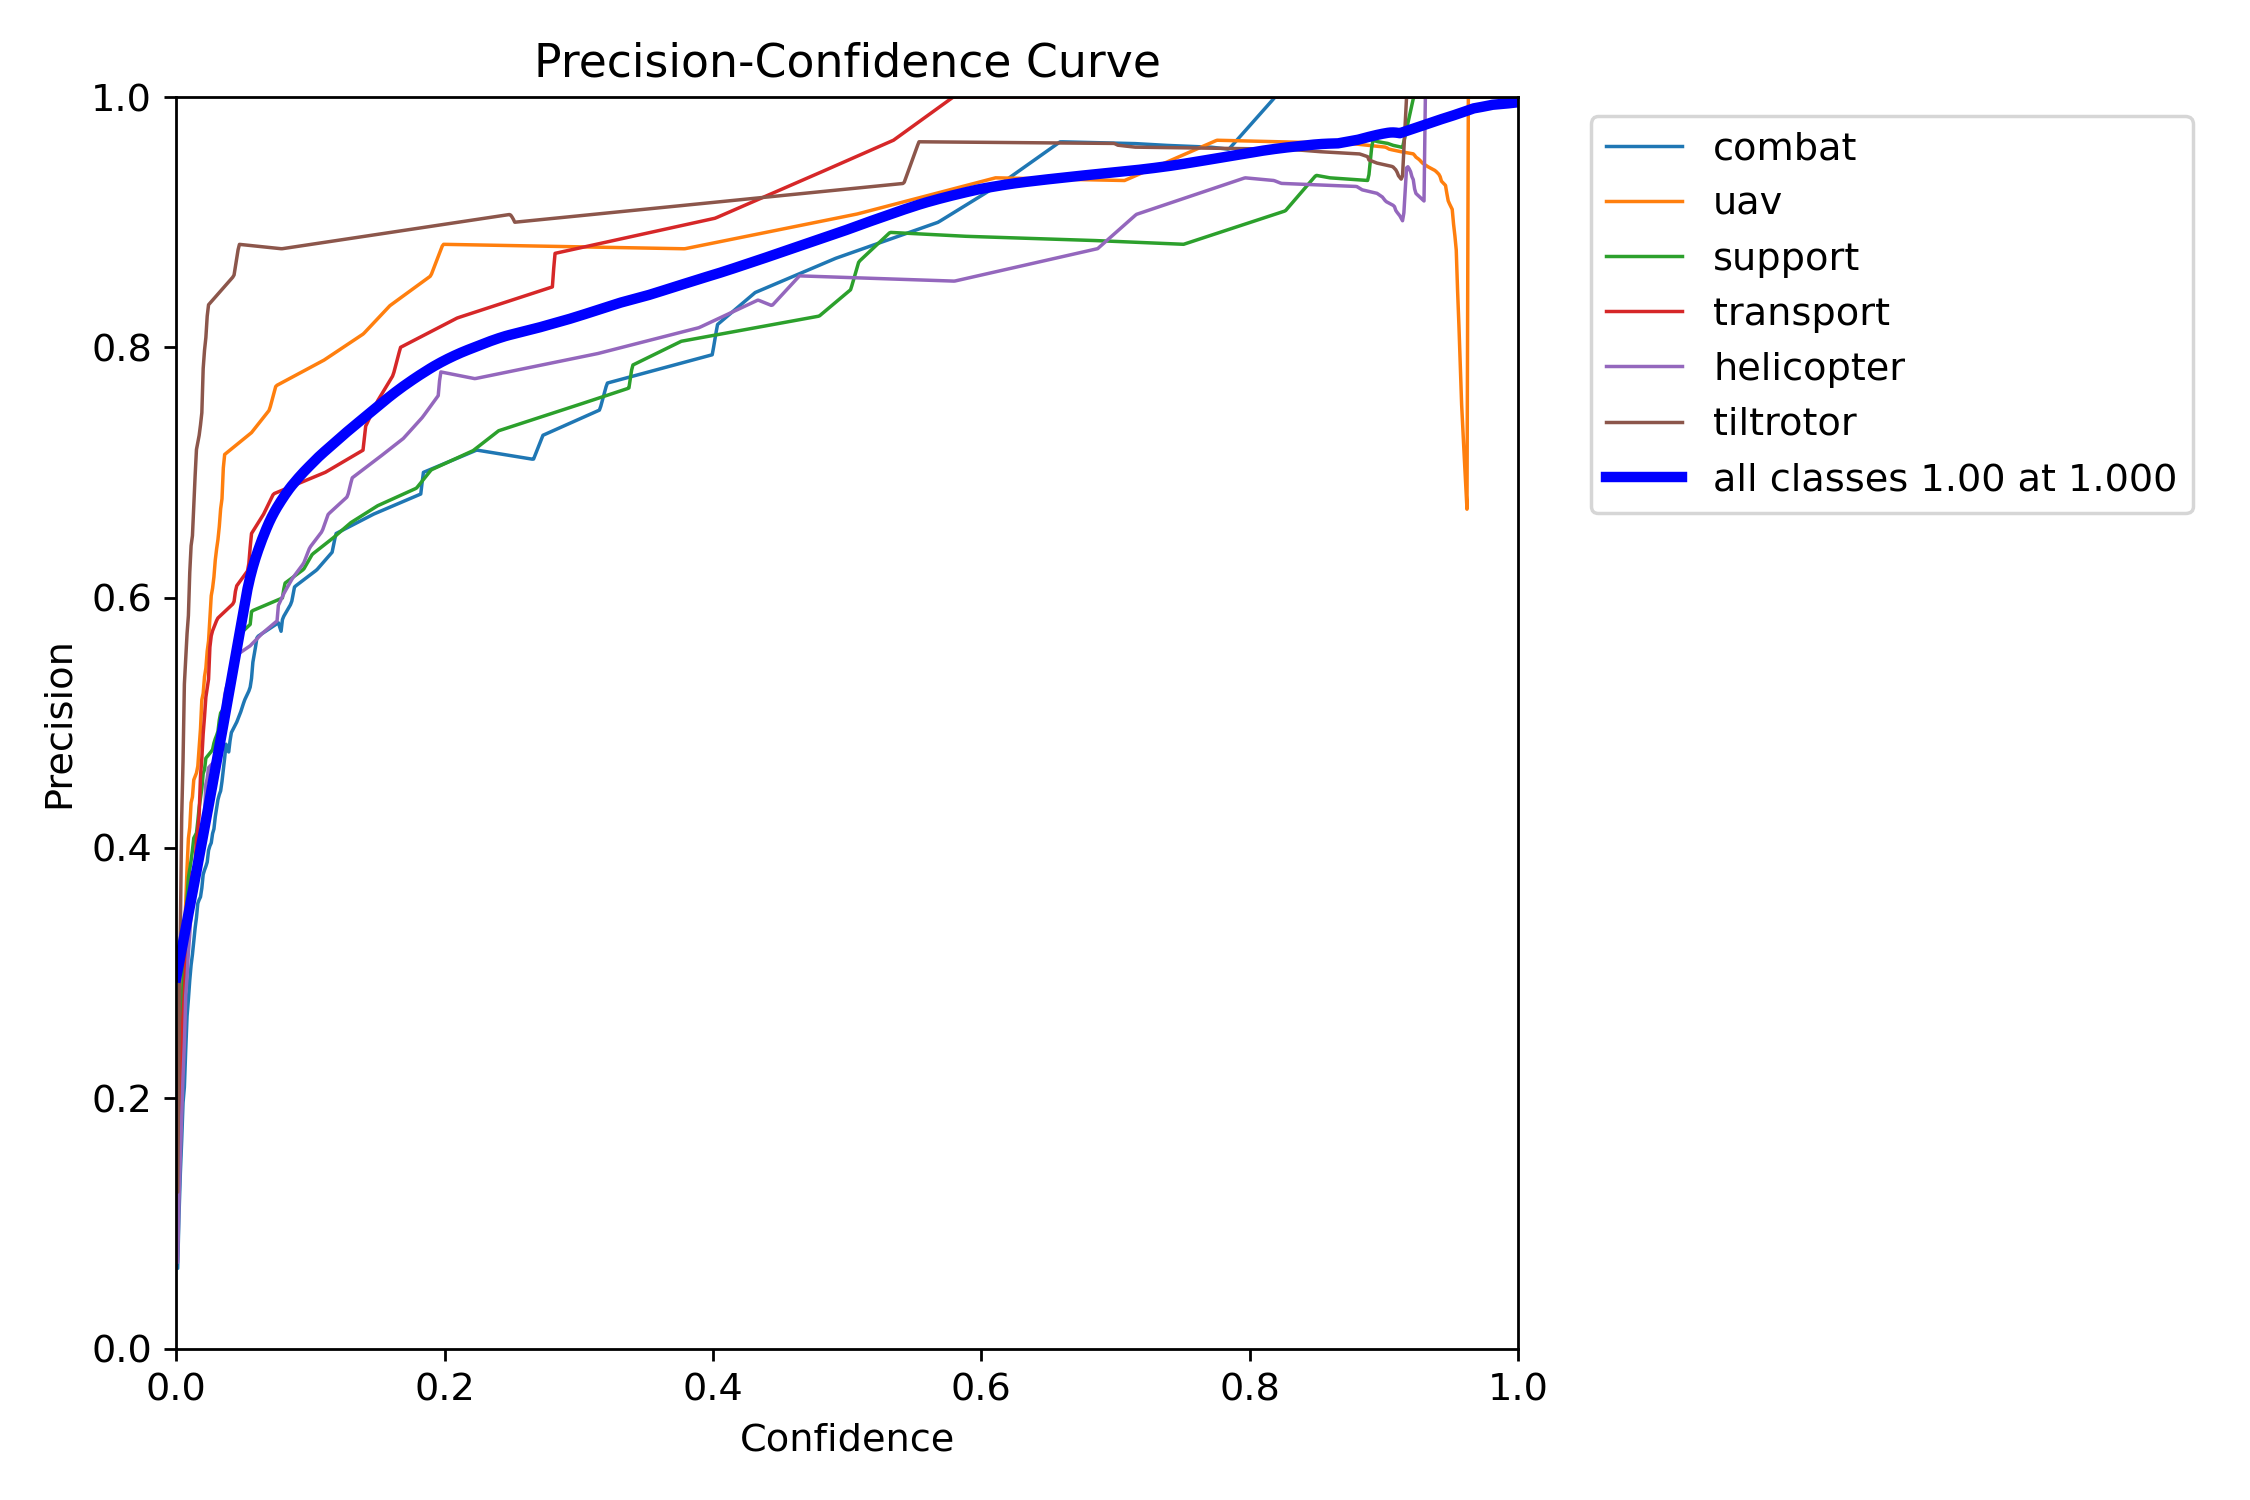 Precision-Confidence Curve
1.0
0.8
0.6
0.4
0.2
0.0
Precision
0.0 0.2 0.4 0.6 0.8 1.0
Confidence
combat
uav
support
transport
helicopter
tiltrotor
all classes 1.00 at 1.000